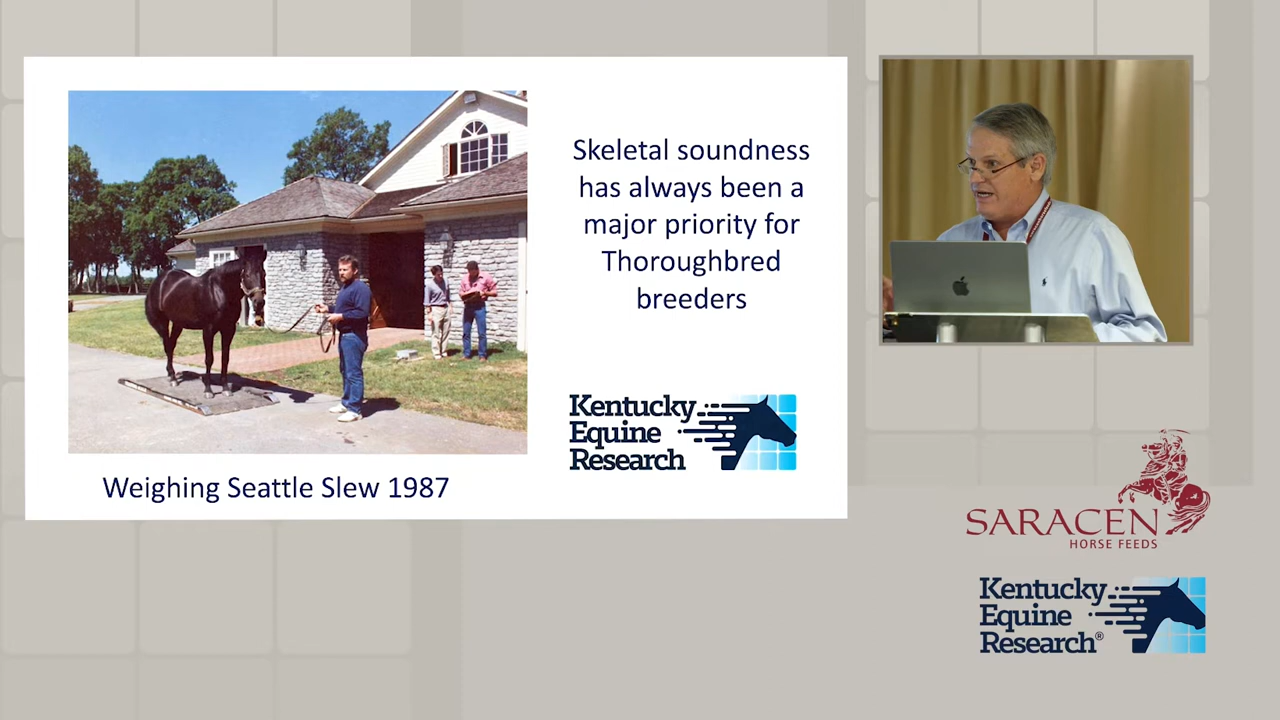 Skeletal soundness
has always been a
major priority for
Thoroughbred
breeders
Kentucky
Equine
Research
Weighing Seattle Slew 1987
SARACEN
HORSE FEEDS
Kentucky
Equine
Research®